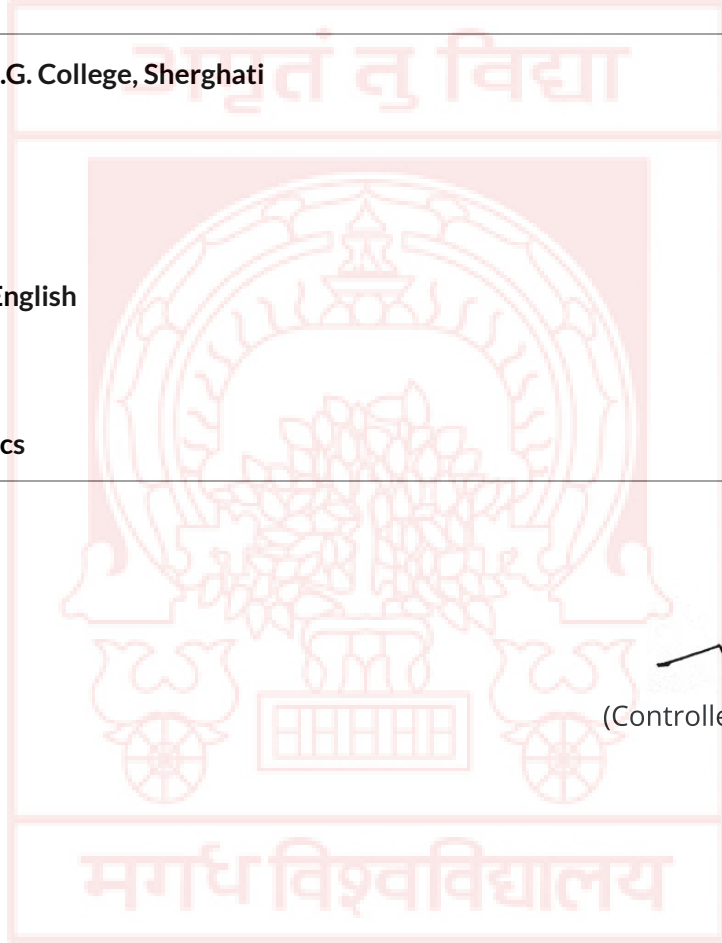 अमृतं तु विद्या
.G. College, Sherghati
English
cs
(Controlle
मगध विश्वविद्यालय